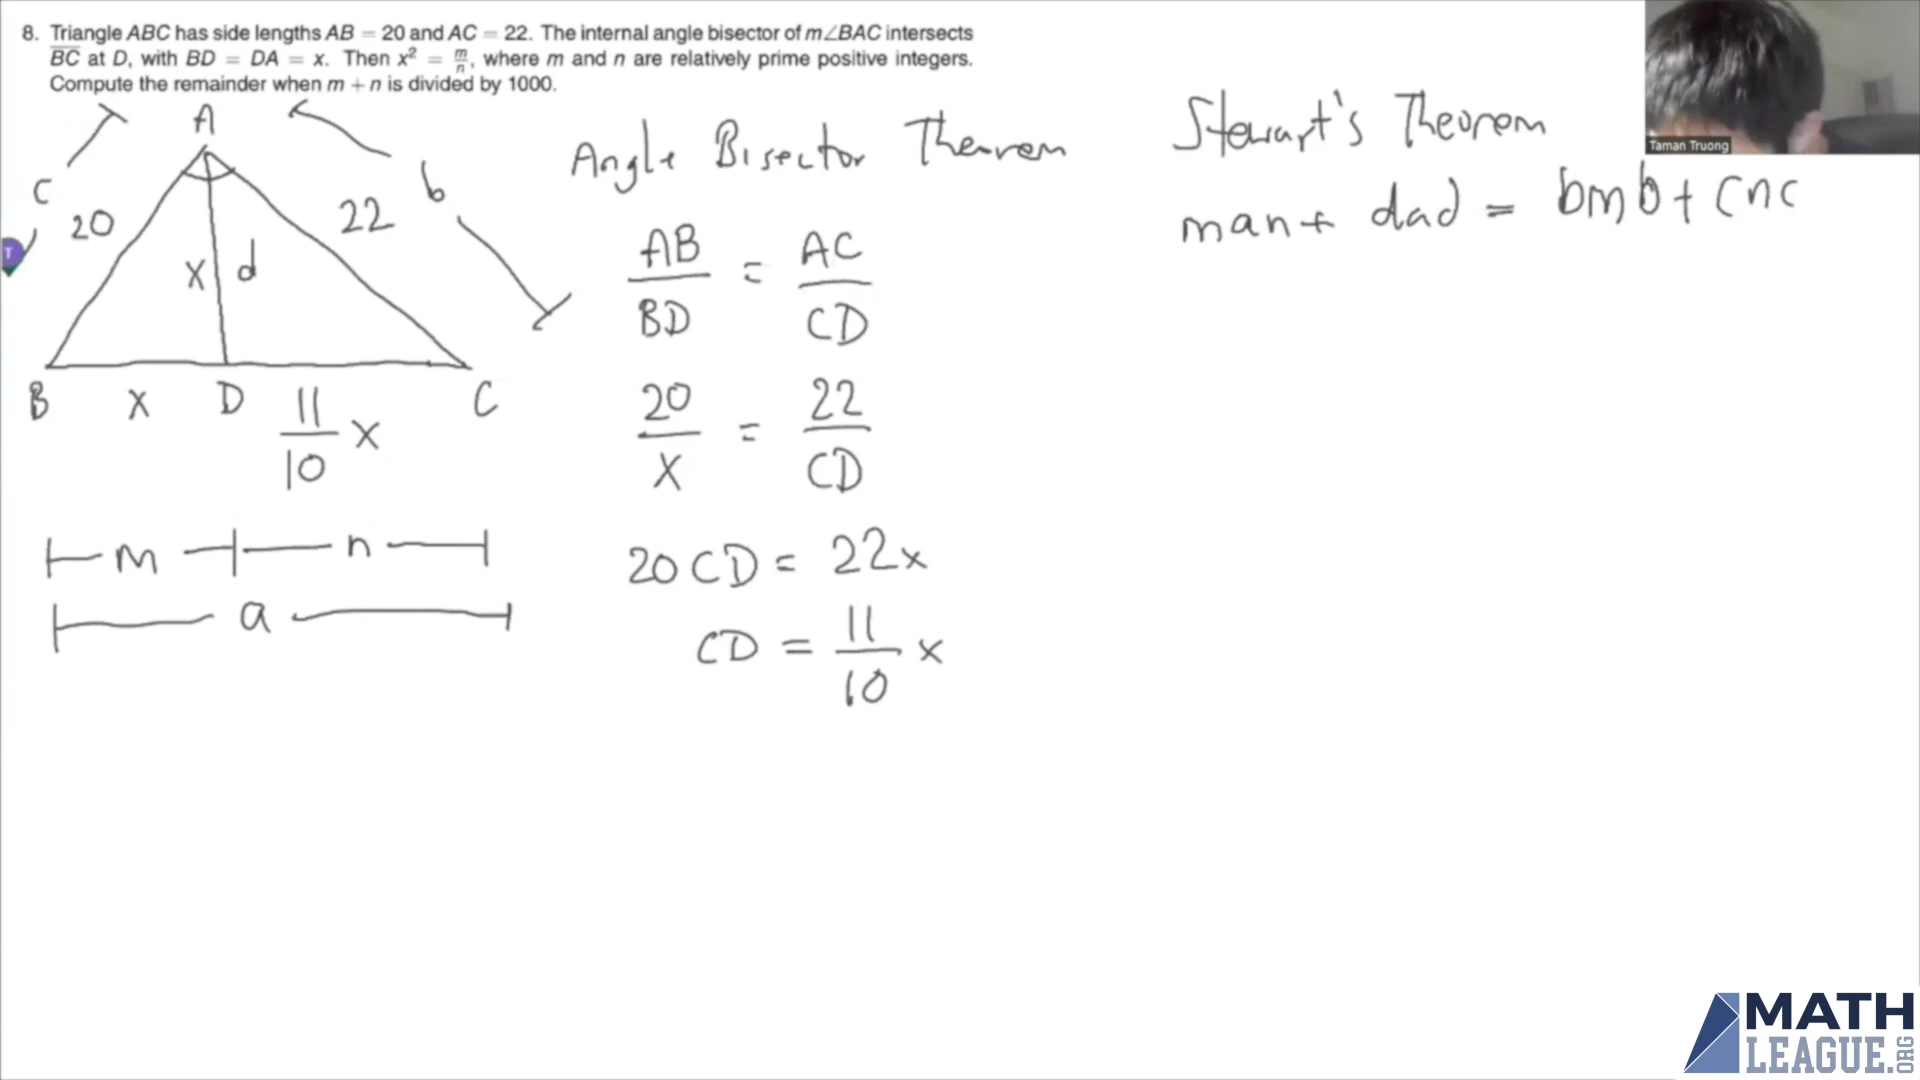 8. Triangle ABC has side lengths AB = 20 and AC = 22. The internal angle bisector of m∠BAC intersects
BC at D, with BD = DA = x. Then x² = m/n, where m and n are relatively prime positive integers.
Compute the remainder when m + n is divided by 1000.
A
c
20
b
22
x d
B x D 11/10 x C
m n
a
Angle Bisector Theorem
AB/BD = AC/CD
20/x = 22/CD
20 CD = 22x
CD = 11/10 x
Stewart's Theorem
man + dad = bmb + cnc
Taman Truong
T
MATH
LEAGUE.ORG